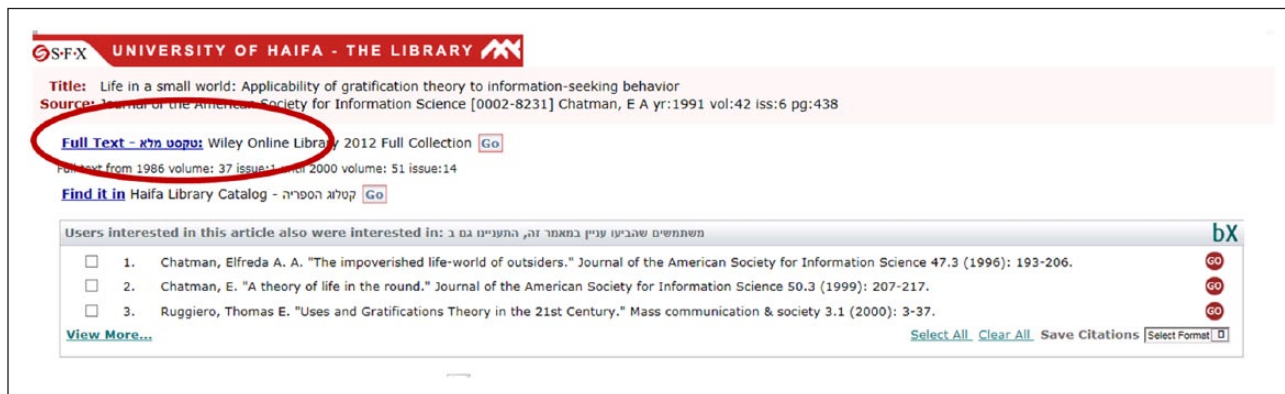 S·F·X UNIVERSITY OF HAIFA - THE LIBRARY
Title: Life in a small world: Applicability of gratification theory to information-seeking behavior
Source: Journal of the American Society for Information Science [0002-8231] Chatman, E A yr:1991 vol:42 iss:6 pg:438
Full Text - טקסט מלא: Wiley Online Library 2012 Full Collection Go
Full text from 1986 volume: 37 issue:1 until 2000 volume: 51 issue:14
Find it in Haifa Library Catalog - קטלוג הספריה Go
Users interested in this article also were interested in: משתמשים שהביעו עניין במאמר זה, התעניינו גם ב bX
1. Chatman, Elfreda A. A. "The impoverished life-world of outsiders." Journal of the American Society for Information Science 47.3 (1996): 193-206. GO
2. Chatman, E. "A theory of life in the round." Journal of the American Society for Information Science 50.3 (1999): 207-217. GO
3. Ruggiero, Thomas E. "Uses and Gratifications Theory in the 21st Century." Mass communication & society 3.1 (2000): 3-37. GO
View More... Select All Clear All Save Citations Select Format